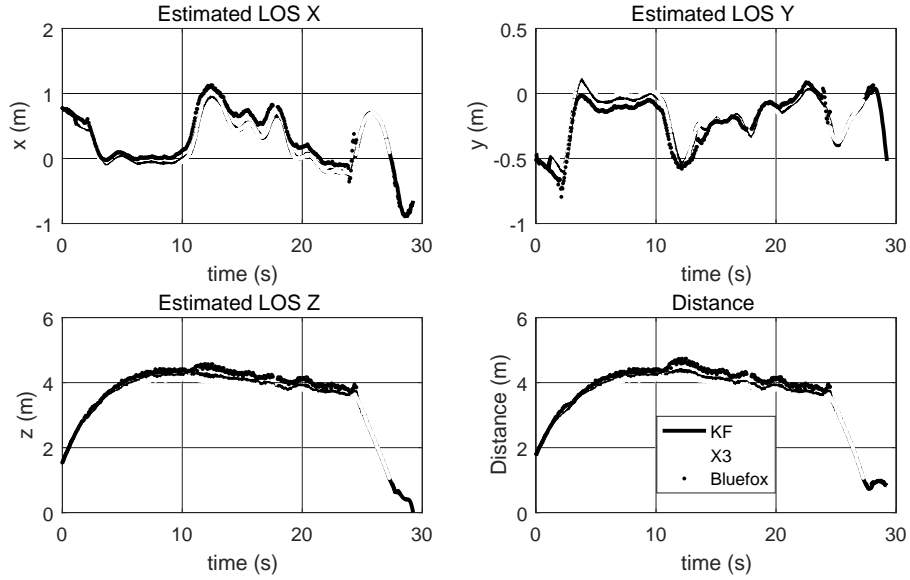 Estimated LOS X
2
1
0
-1
x (m)
0
10
20
30
time (s)
Estimated LOS Y
0.5
0
-0.5
-1
y (m)
0
10
20
30
time (s)
Estimated LOS Z
6
4
2
0
z (m)
0
10
20
30
time (s)
Distance
6
4
2
0
Distance (m)
KF
X3
Bluefox
0
10
20
30
time (s)